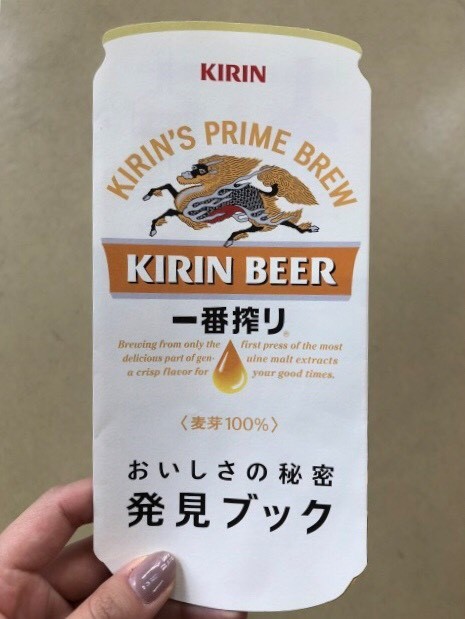 KIRIN
KIRIN'S PRIME BREW
KIRIN BEER
一番搾り®
Brewing from only the first press of the most
delicious part of gen- uine malt extracts
a crisp flavor for your good times.
〈麦芽100%〉
おいしさの秘密
発見ブック